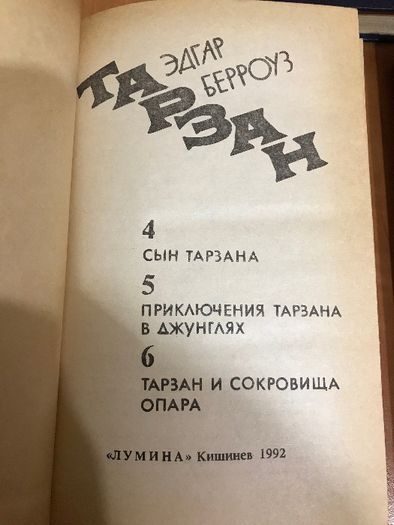 ЭДГАР
БЕРРОУЗ
ТАРЗАН
4
СЫН ТАРЗАНА
5
ПРИКЛЮЧЕНИЯ ТАРЗАНА
В ДЖУНГЛЯХ
6
ТАРЗАН И СОКРОВИЩА
ОПАРА
«ЛУМИНА» Кишинев 1992